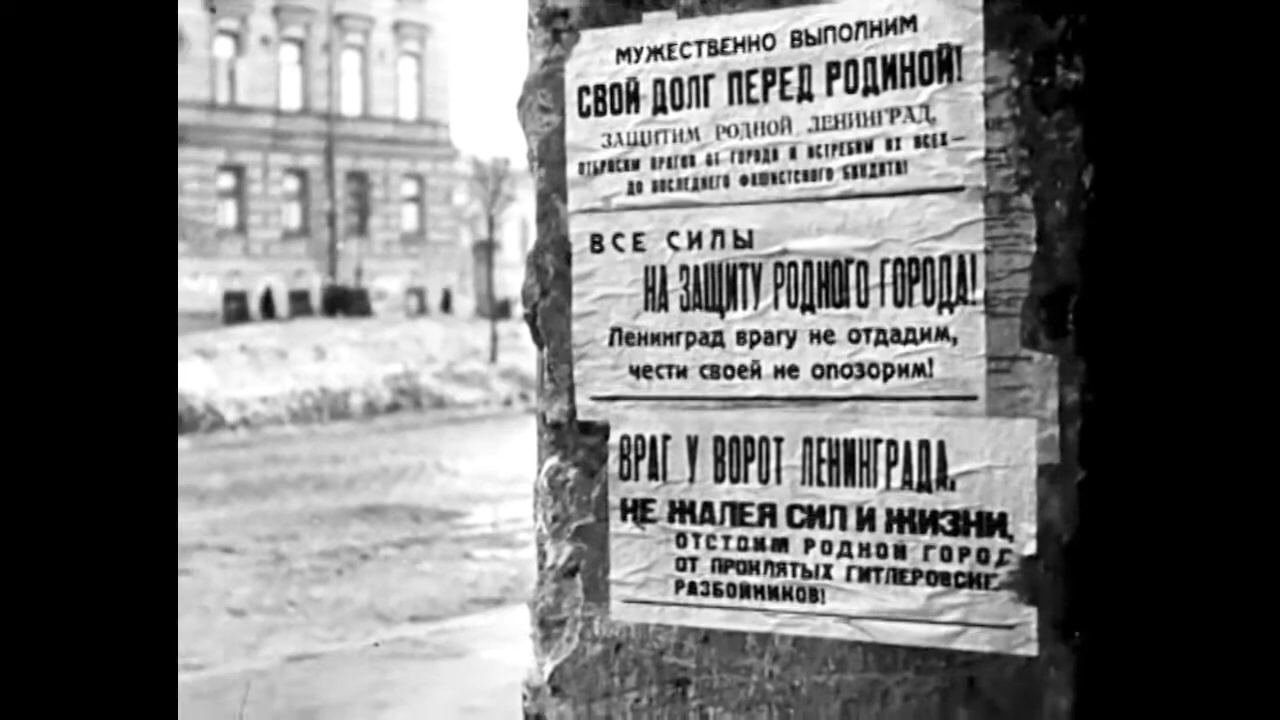 МУЖЕСТВЕННО ВЫПОЛНИМ
СВОЙ ДОЛГ ПЕРЕД РОДИНОЙ!
ЗАЩИТИМ РОДНОЙ ЛЕНИНГРАД,
ОТБРОСИМ ВРАГОВ ОТ ГОРОДА И ИСТРЕБИМ ИХ ВСЕХ —
ДО ПОСЛЕДНЕГО ФАШИСТСКОГО БАНДИТА!
ВСЕ СИЛЫ
НА ЗАЩИТУ РОДНОГО ГОРОДА!
Ленинград врагу не отдадим,
чести своей не опозорим!
ВРАГ У ВОРОТ ЛЕНИНГРАДА.
НЕ ЖАЛЕЯ СИЛ И ЖИЗНИ,
ОТСТОИМ РОДНОЙ ГОРОД
ОТ ПРОКЛЯТЫХ ГИТЛЕРОВСКИ
РАЗБОЙНИКОВ!